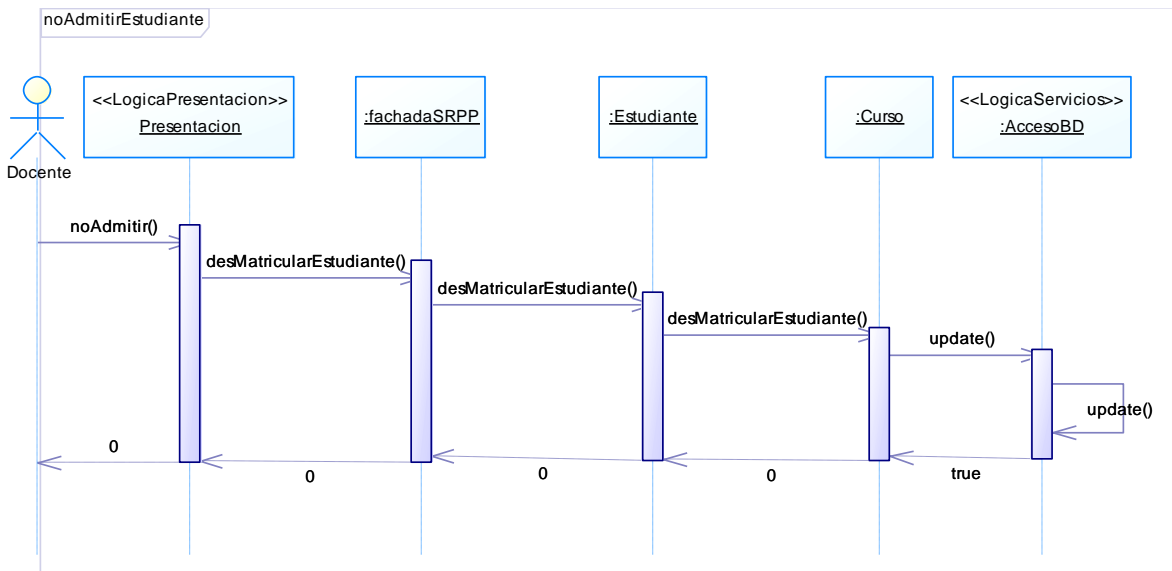 noAdmitirEstudiante
<<LogicaPresentacion>>
Presentacion
:fachadaSRPP
:Estudiante
:Curso
<<LogicaServicios>>
:AccesoBD
Docente
noAdmitir()
desMatricularEstudiante()
desMatricularEstudiante()
desMatricularEstudiante()
update()
update()
0
0
0
0
true